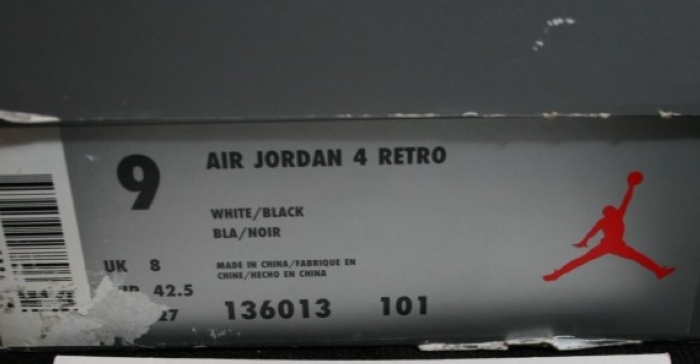 9
AIR JORDAN 4 RETRO
WHITE/BLACK
BLA/NOIR
MADE IN CHINA/FABRIQUE EN
CHINE/HECHO EN CHINA
UK 8
42.5
27
136013 101